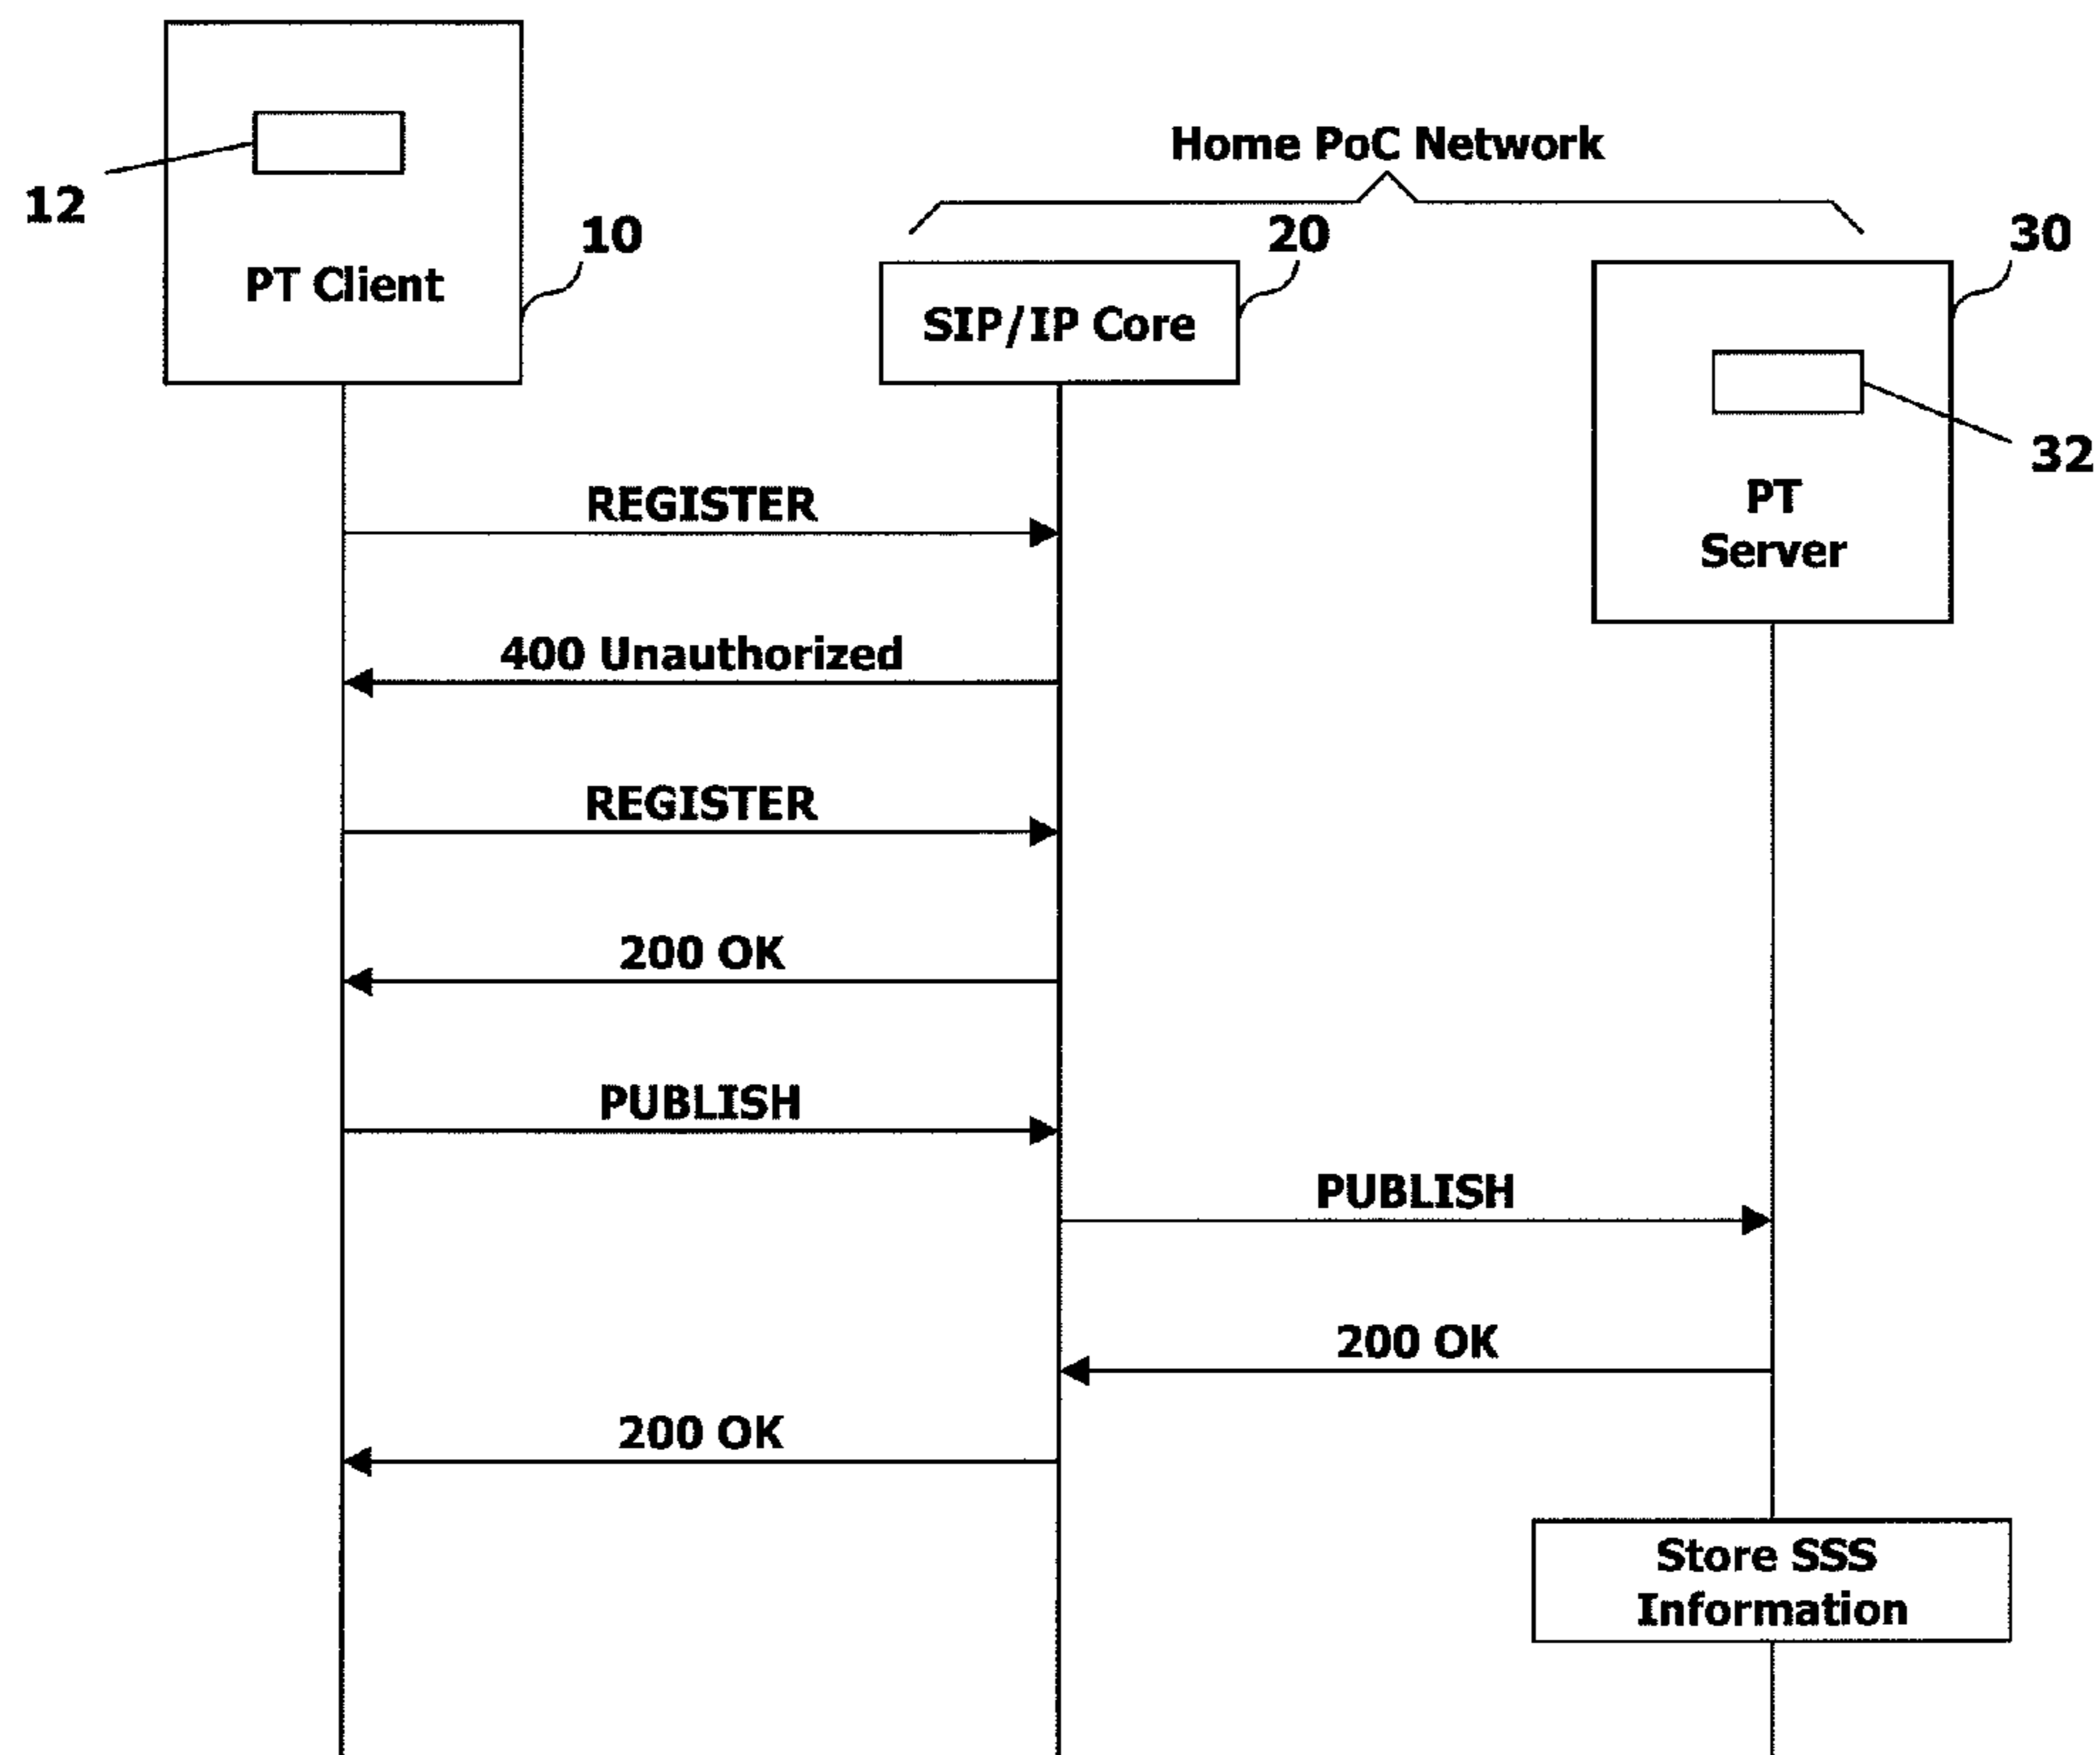 Home PoC Network
12
10
20
30
PT Client
SIP/IP Core
32
PT
Server
REGISTER
400 Unauthorized
REGISTER
200 OK
PUBLISH
PUBLISH
200 OK
200 OK
Store SSS
Information